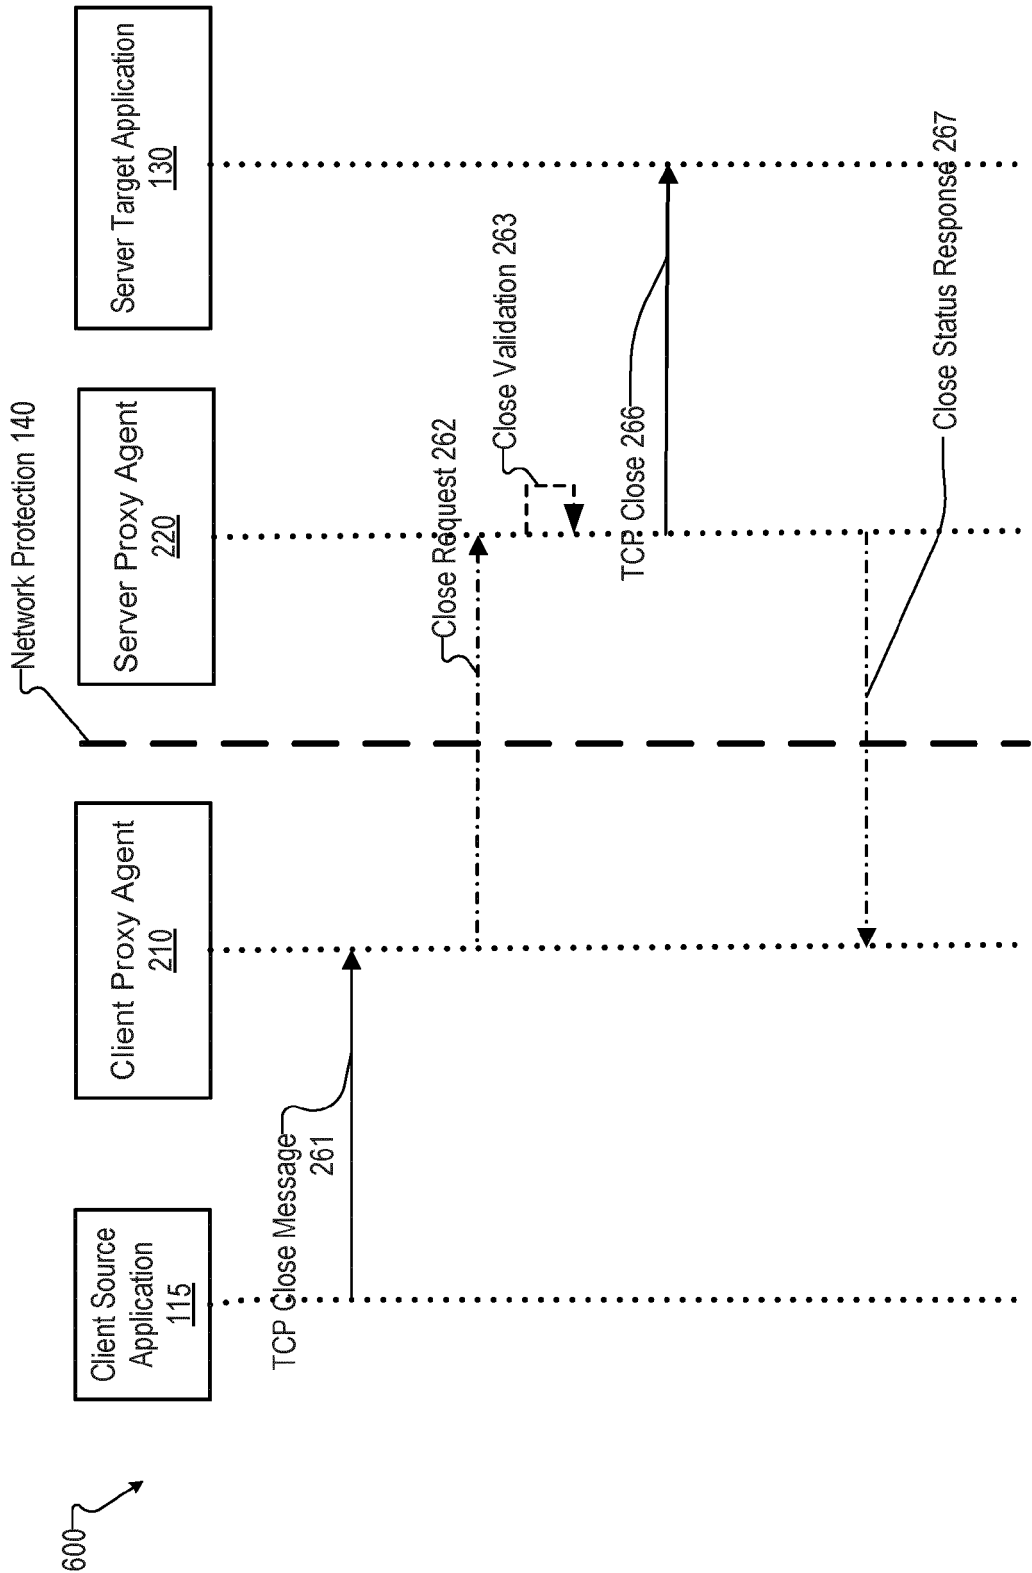 600
Client Source
Application
115
Client Proxy Agent
210
Network Protection 140
Server Proxy Agent
220
Server Target Application
130
TCP Close Message
261
Close Request 262
Close Validation 263
TCP Close 266
Close Status Response 267